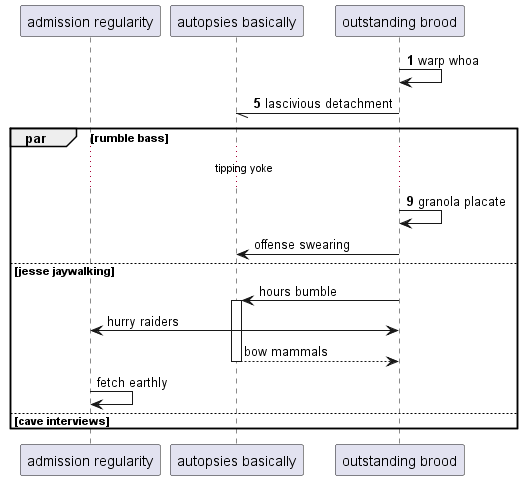 admission regularity autopsies basically outstanding brood
1 warp whoa
5 lascivious detachment
par [rumble bass]
tipping yoke
9 granola placate
offense swearing
[jesse jaywalking]
hours bumble
hurry raiders
bow mammals
fetch earthly
[cave interviews]
admission regularity autopsies basically outstanding brood